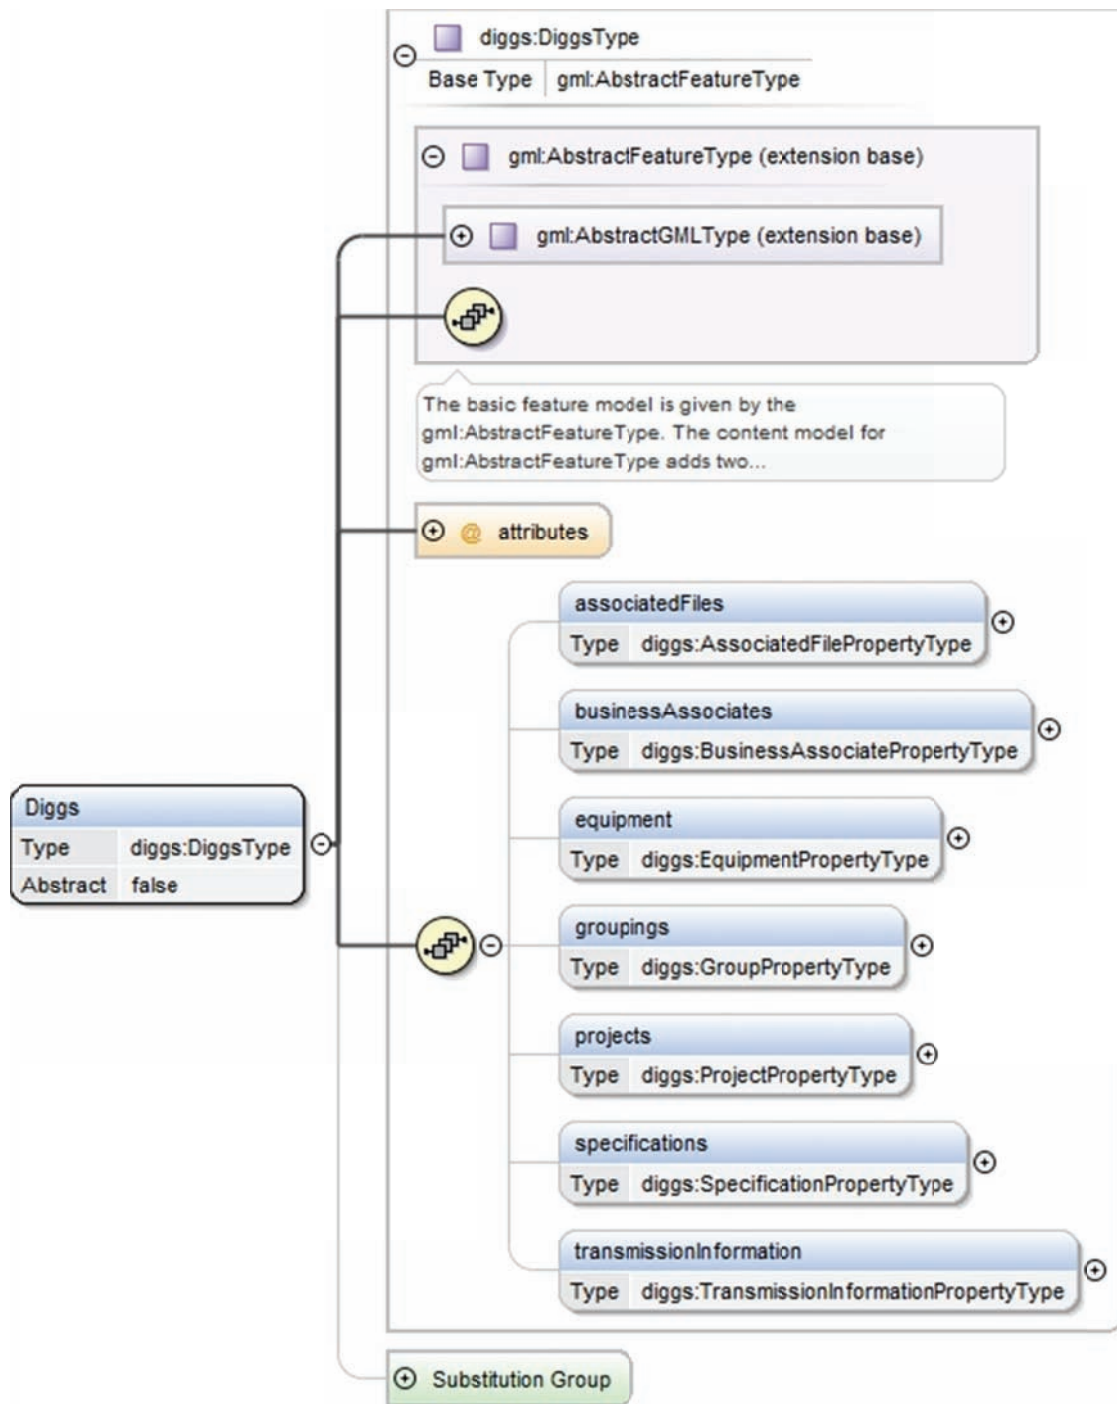 diggs:DiggsType
Base Type gml:AbstractFeatureType
gml:AbstractFeatureType (extension base)
gml:AbstractGMLType (extension base)
The basic feature model is given by the
gml:AbstractFeatureType. The content model for
gml:AbstractFeatureType adds two...
@ attributes
associatedFiles
Type diggs:AssociatedFilePropertyType
businessAssociates
Type diggs:BusinessAssociatePropertyType
Diggs
Type diggs:DiggsType
Abstract false
equipment
Type diggs:EquipmentPropertyType
groupings
Type diggs:GroupPropertyType
projects
Type diggs:ProjectPropertyType
specifications
Type diggs:SpecificationPropertyType
transmissionInformation
Type diggs:TransmissionInformationPropertyType
Substitution Group